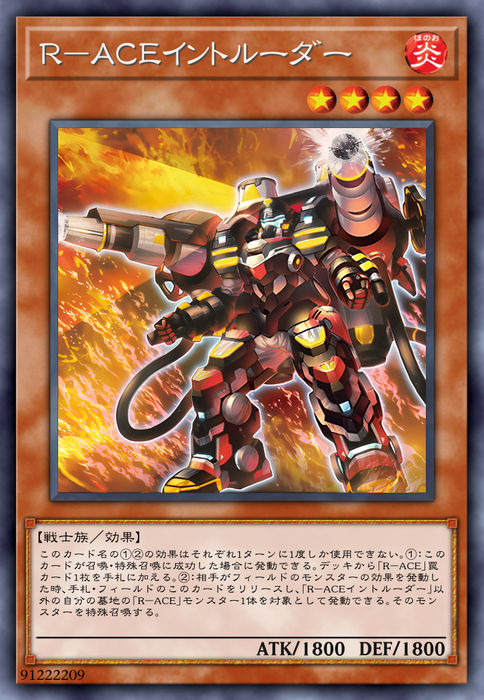 R－ACEイントルーダー
ほのお
炎
【戦士族／効果】
このカード名の①②の効果はそれぞれ1ターンに1度しか使用できない。①：この
カードが召喚・特殊召喚に成功した場合に発動できる。デッキから「R－ACE」罠
カード1枚を手札に加える。②：相手がフィールドのモンスターの効果を発動し
た時、手札・フィールドのこのカードをリリースし、「R－ACEイントルーダー」以
外の自分の墓地の「R－ACE」モンスター1体を対象として発動できる。そのモン
スターを特殊召喚する。
ATK/1800 DEF/1800
91222209